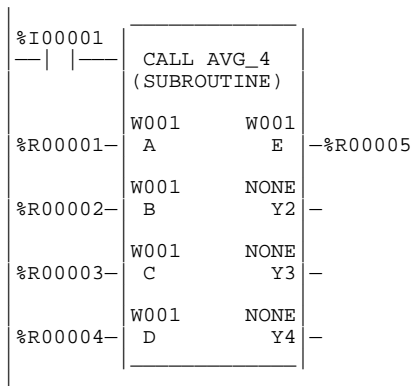 %I00001
CALL AVG_4
(SUBROUTINE)
W001 W001
%R00001 A E %R00005
W001 NONE
%R00002 B Y2
W001 NONE
%R00003 C Y3
W001 NONE
%R00004 D Y4